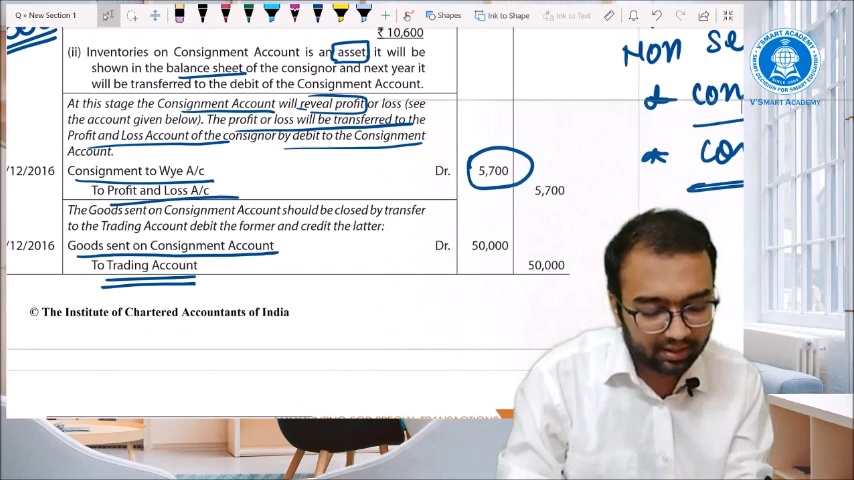 Q » New Section 1
Shapes
Ink to Shape
Ink to Text
₹ 10,600
(ii) Inventories on Consignment Account is an asset; it will be
shown in the balance sheet of the consignor and next year it
will be transferred to the debit of the Consignment Account.
At this stage the Consignment Account will reveal profit or loss (see
the account given below). The profit or loss will be transferred to the
Profit and Loss Account of the consignor by debit to the Consignment
Account.
/12/2016 Consignment to Wye A/c Dr. 5,700
To Profit and Loss A/c 5,700
The Goods sent on Consignment Account should be closed by transfer
to the Trading Account debit the former and credit the latter:
/12/2016 Goods sent on Consignment Account Dr. 50,000
To Trading Account 50,000
© The Institute of Chartered Accountants of India
Non Se
& con
* co
V'SMART ACADEMY
V'Smart Academy